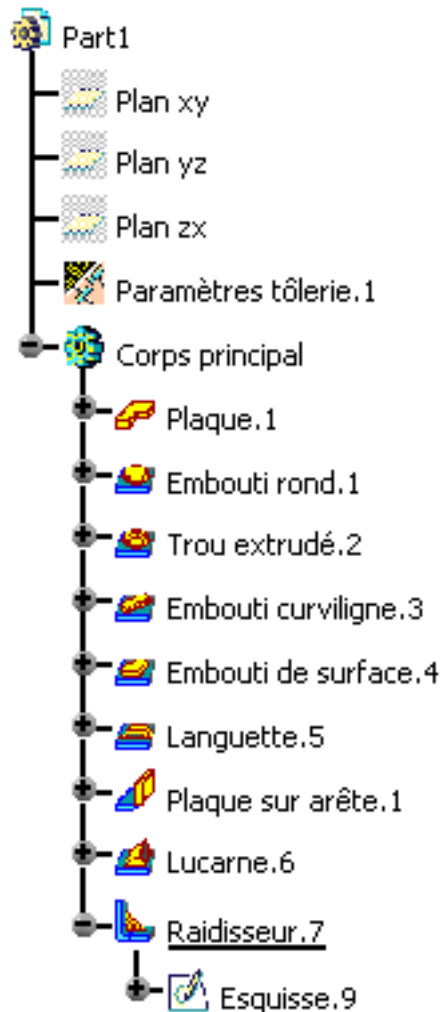 Part1
Plan xy
Plan yz
Plan zx
Paramètres tôlerie.1
Corps principal
Plaque.1
Embouti rond.1
Trou extrudé.2
Embouti curviligne.3
Embouti de surface.4
Languette.5
Plaque sur arête.1
Lucarne.6
Raidisseur.7
Esquisse.9